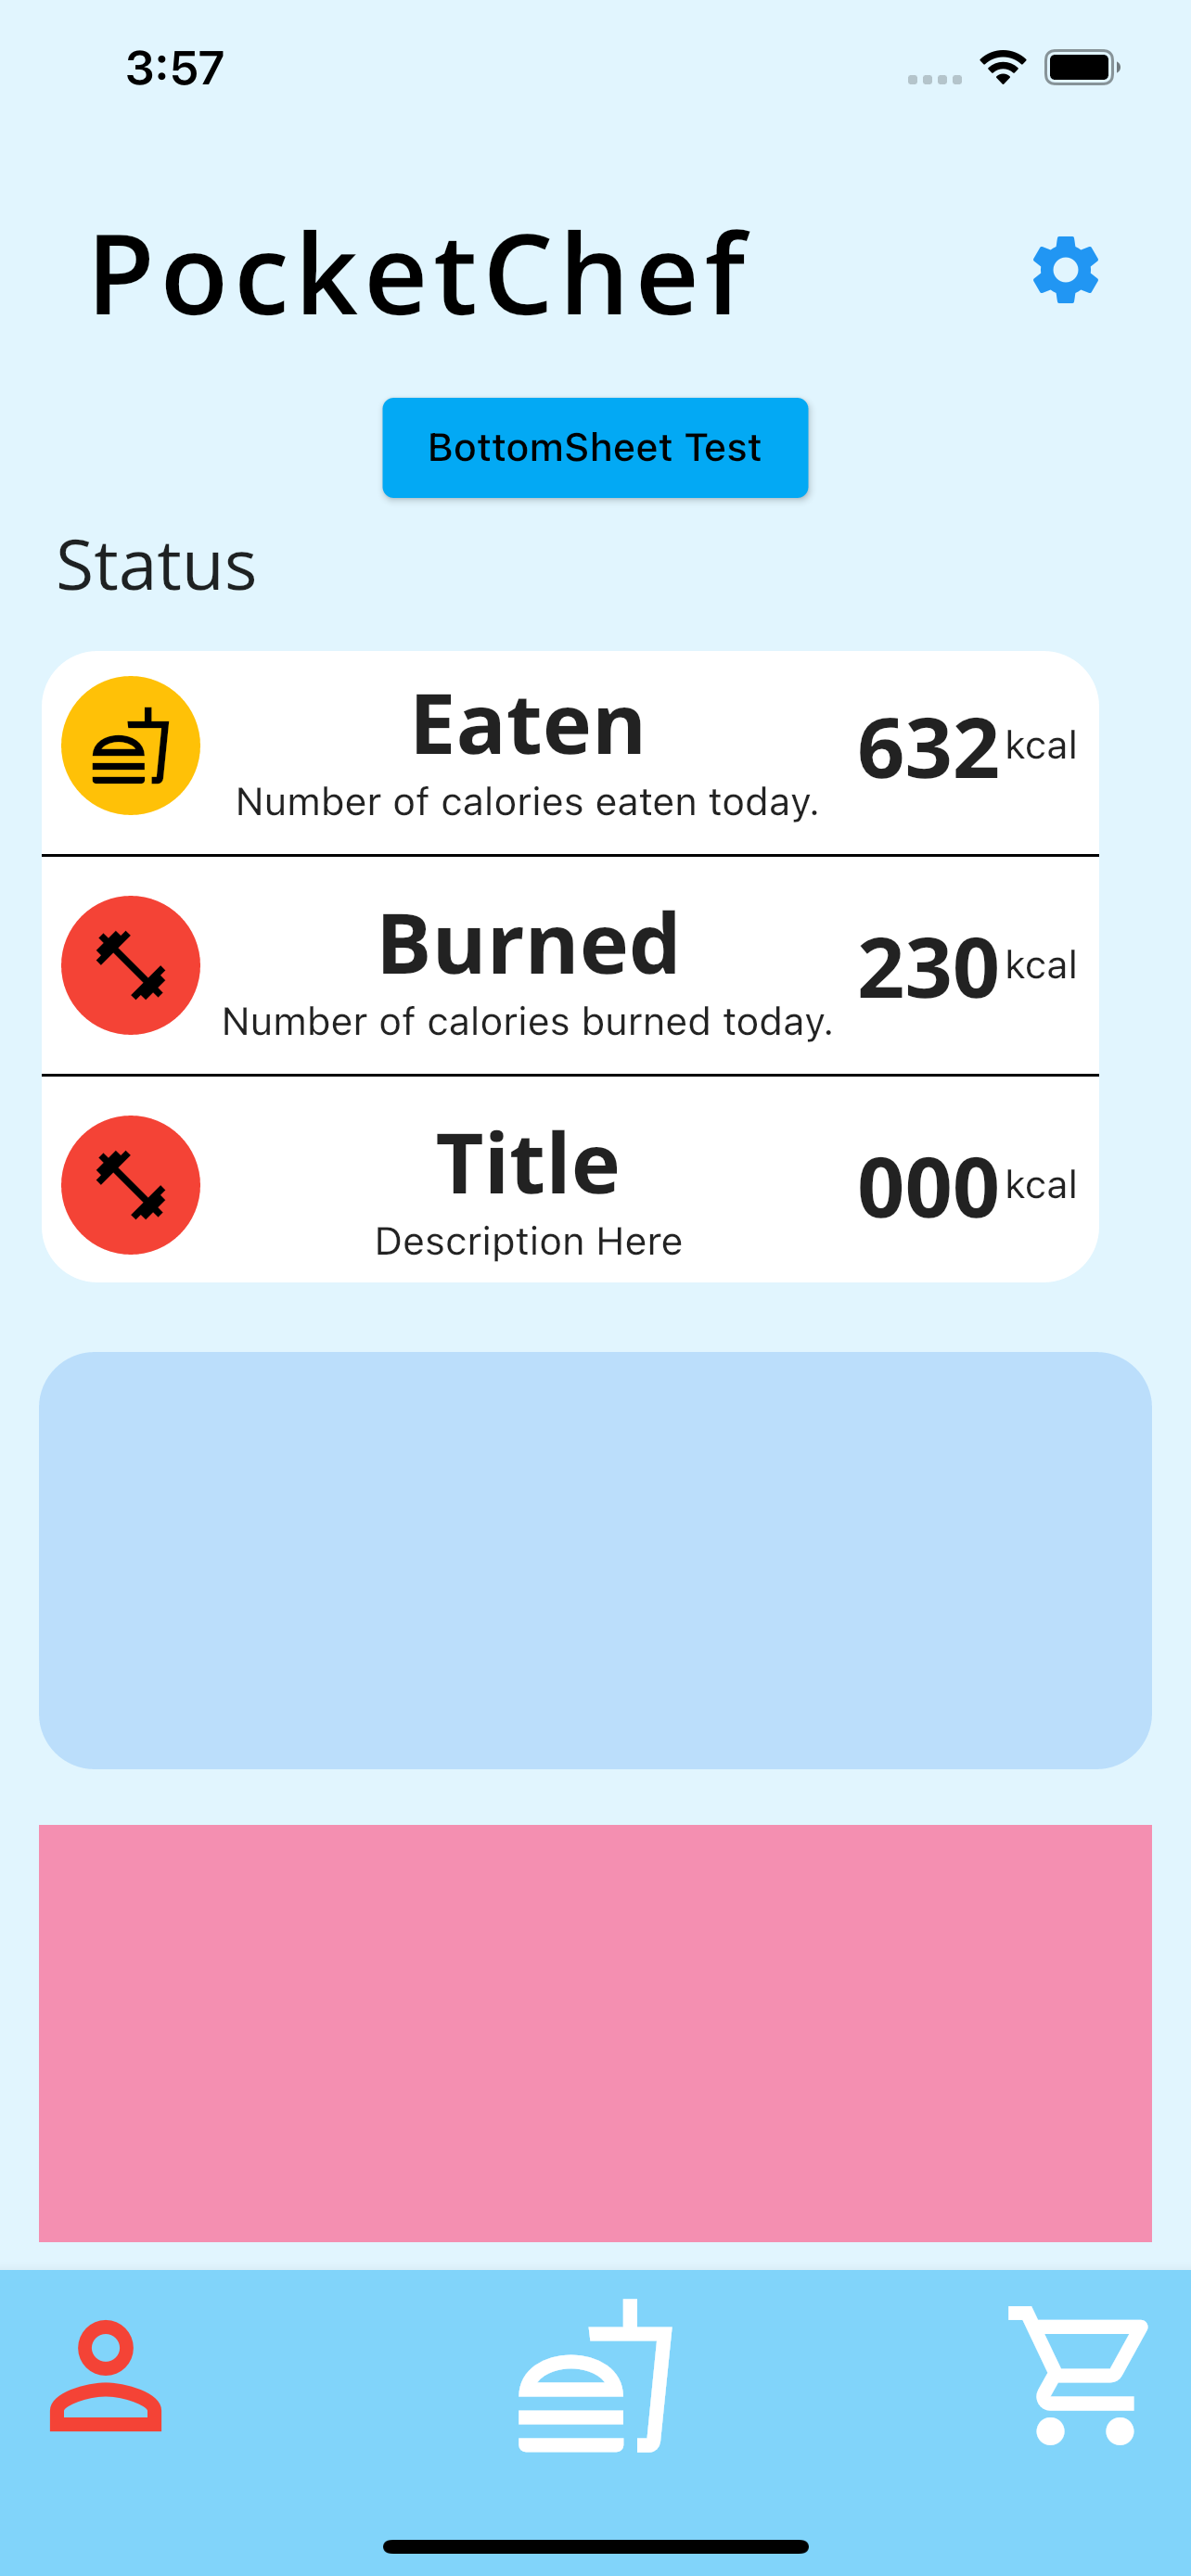 3:57
PocketChef
BottomSheet Test
Status
Eaten
Number of calories eaten today.
632 kcal
Burned
Number of calories burned today.
230 kcal
Title
Description Here
000 kcal